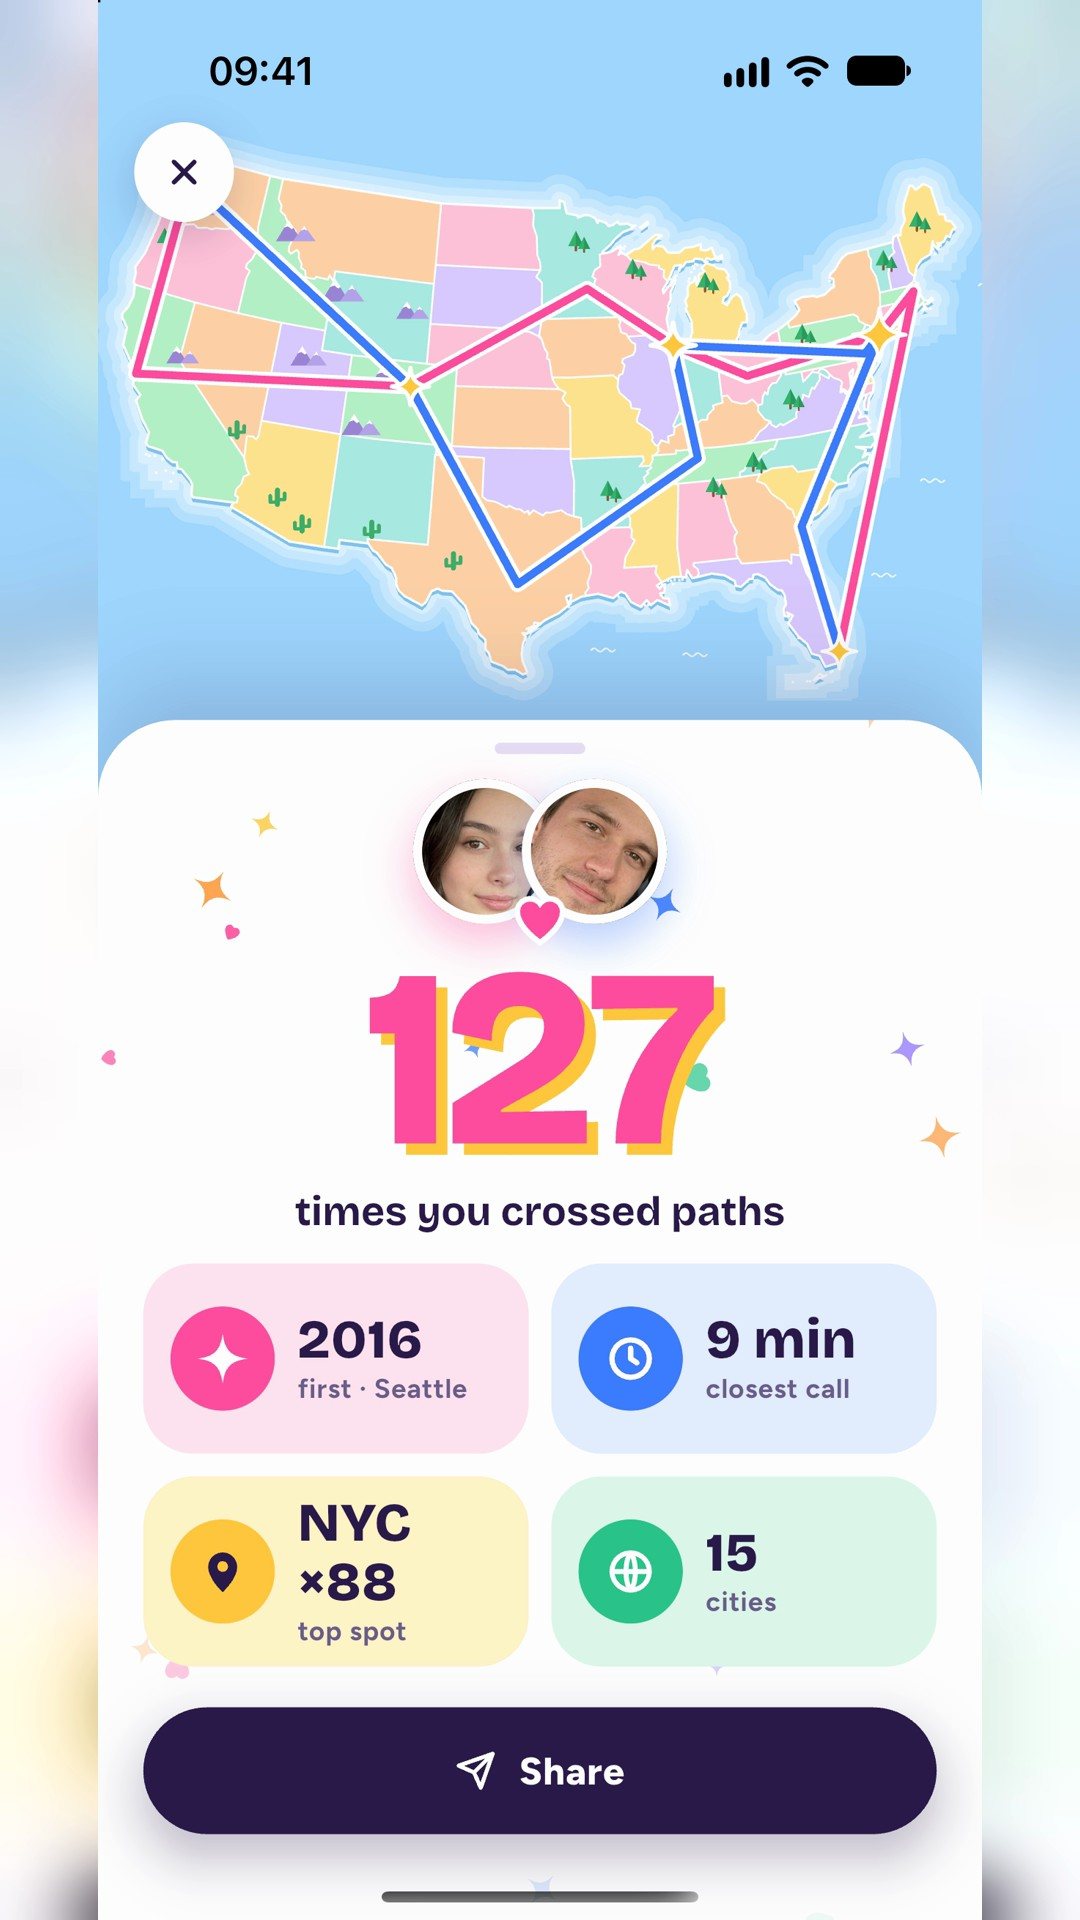 09:41
127
times you crossed paths
2016
first · Seattle
9 min
closest call
NYC
×88
top spot
15
cities
Share